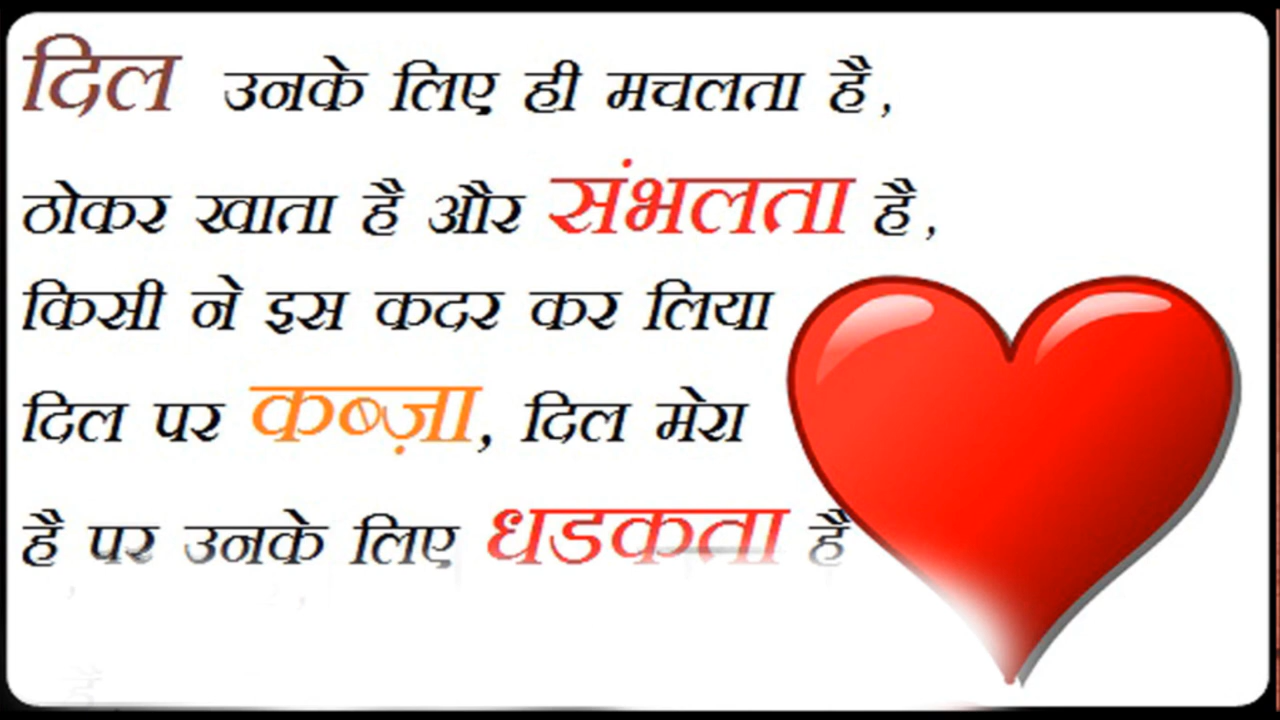 दिल उनके लिए ही मचलता है,
ठोकर खाता है और संभलता है,
किसी ने इस कदर कर लिया
दिल पर कब्ज़ा, दिल मेरा
है पर उनके लिए धडकता है